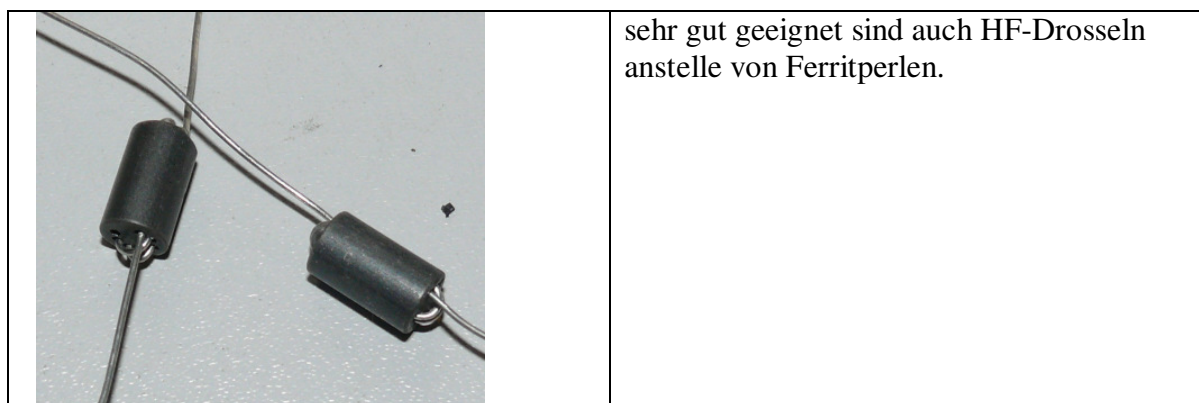 sehr gut geeignet sind auch HF-Drosseln
anstelle von Ferritperlen.